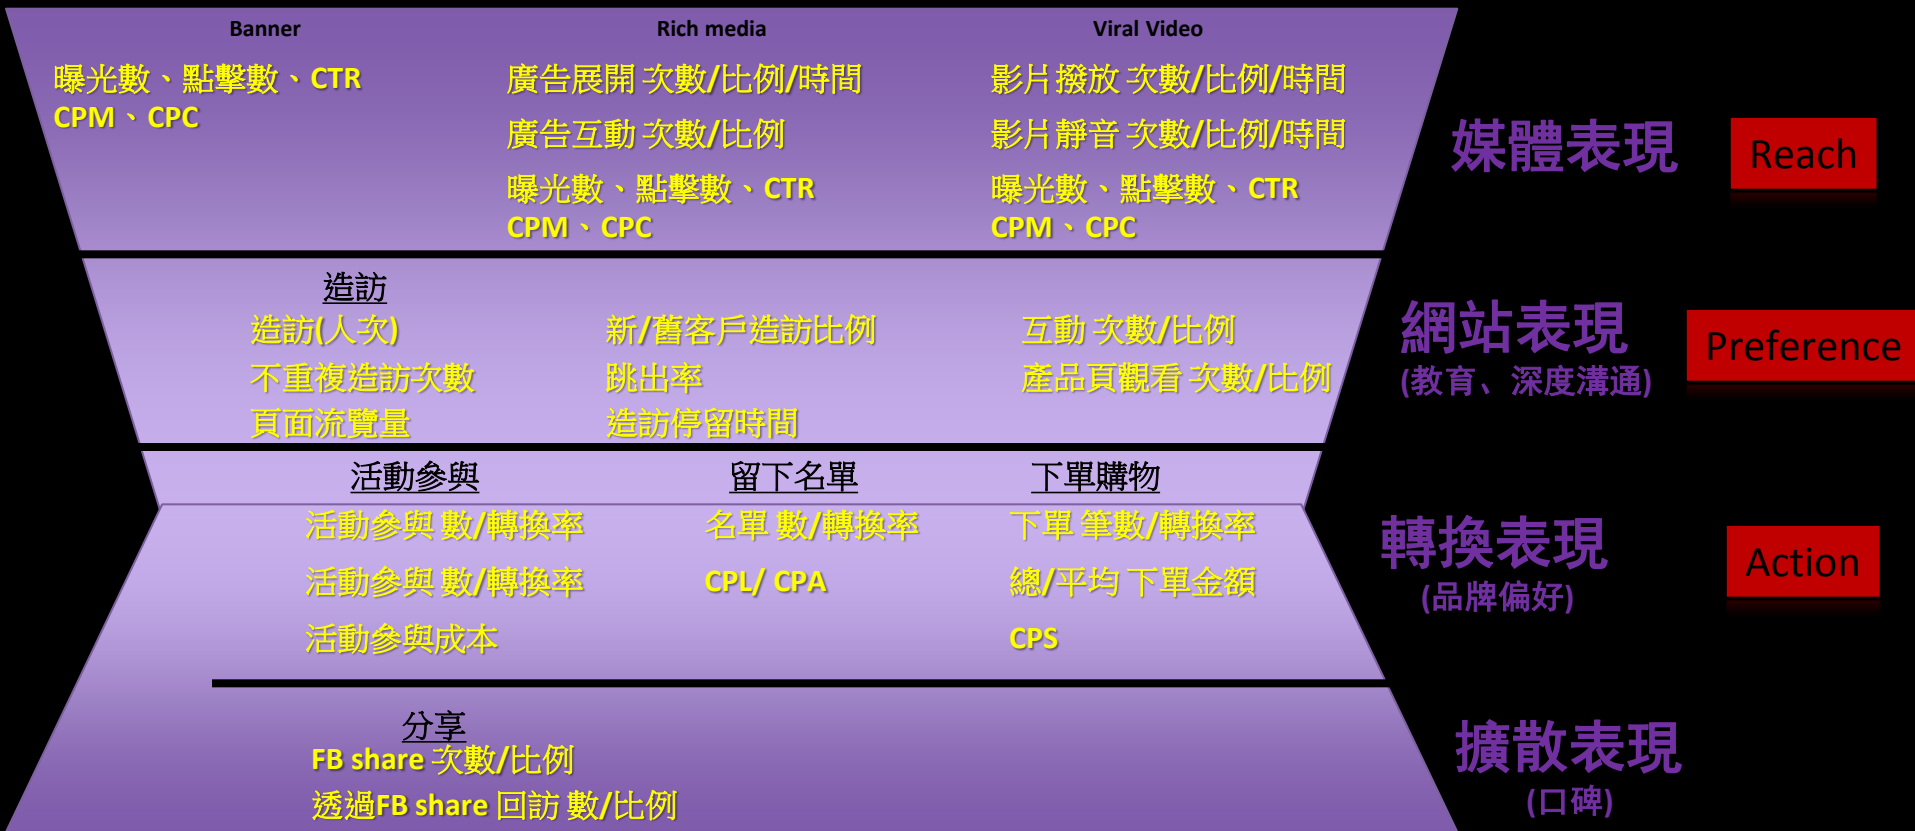 Banner
Rich media
Viral Video
曝光數、點擊數、CTR
CPM、CPC
廣告展開 次數/比例/時間
廣告互動 次數/比例
曝光數、點擊數、CTR
CPM、CPC
影片撥放 次數/比例/時間
影片靜音 次數/比例/時間
曝光數、點擊數、CTR
CPM、CPC
媒體表現
Reach
造訪
造訪(人次)
不重複造訪次數
頁面流覽量
新/舊客戶造訪比例
跳出率
造訪停留時間
互動 次數/比例
產品頁觀看 次數/比例
網站表現
(教育、深度溝通)
Preference
活動參與
活動參與 數/轉換率
活動參與 數/轉換率
活動參與成本
留下名單
名單 數/轉換率
CPL/ CPA
下單購物
下單 筆數/轉換率
總/平均 下單金額
CPS
轉換表現
(品牌偏好)
Action
分享
FB share 次數/比例
透過FB share 回訪 數/比例
擴散表現
(口碑)